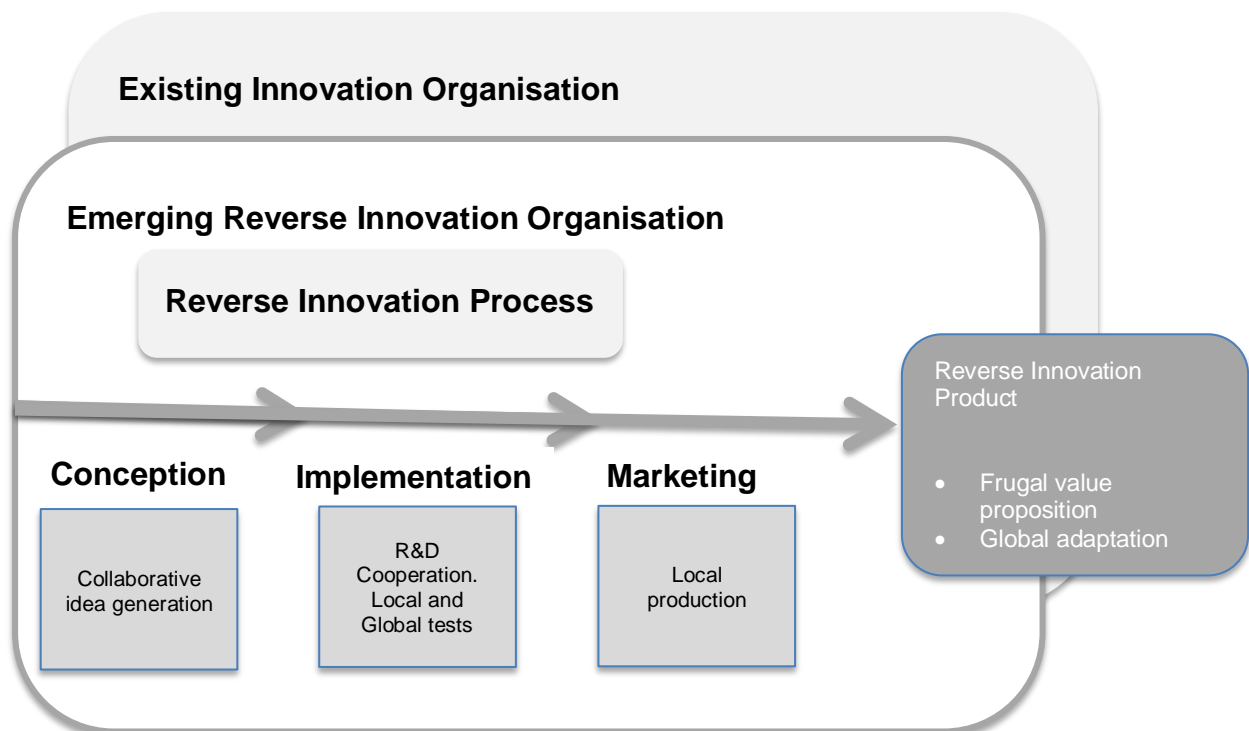 Existing Innovation Organisation
Emerging Reverse Innovation Organisation
Reverse Innovation Process
Conception
Collaborative
idea generation
Implementation
R&D
Cooperation.
Local and
Global tests
Marketing
Local
production
Reverse Innovation
Product
• Frugal value
proposition
• Global adaptation